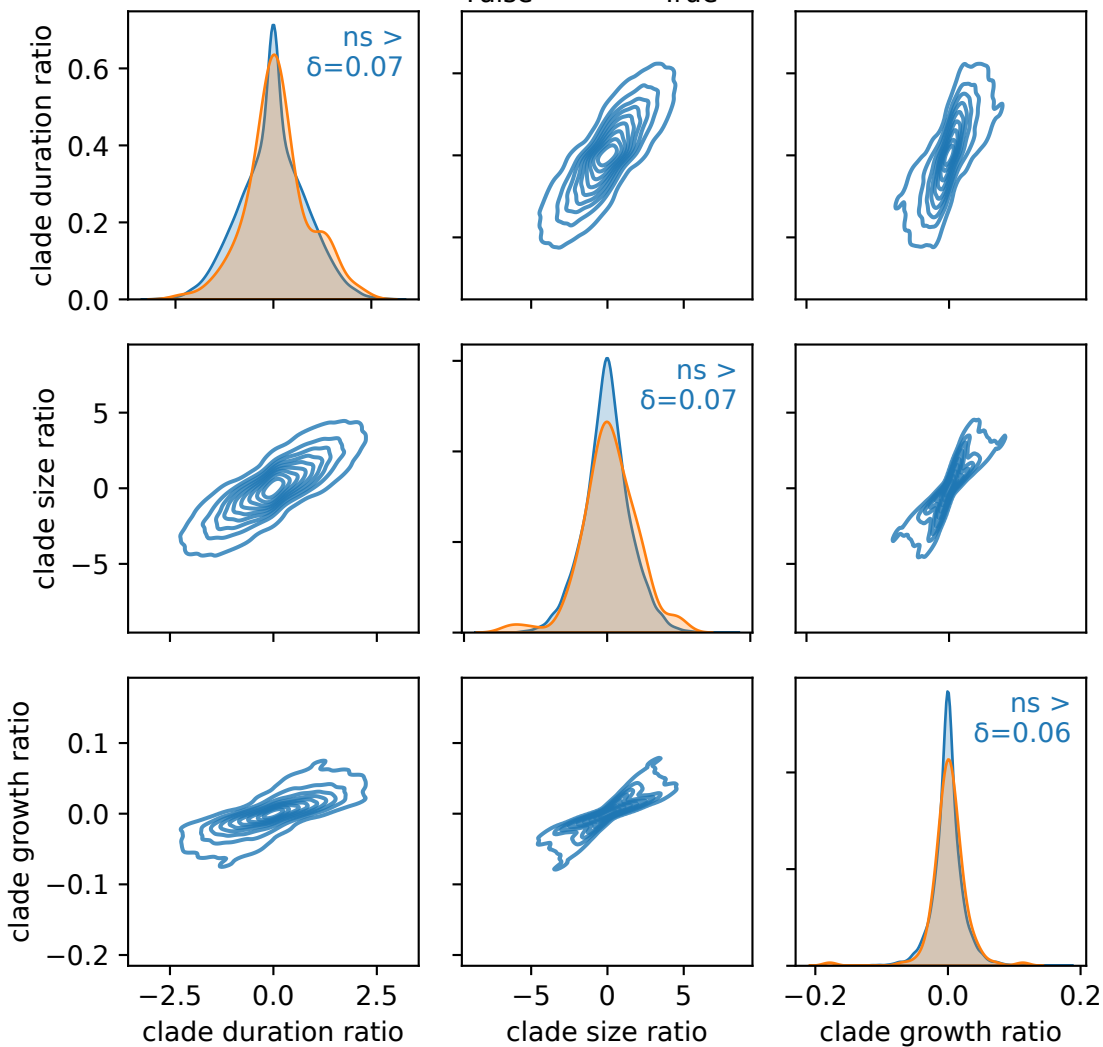 True
clade duration ratio
0.6
0.4
0.2
0.0
ns >
δ=0.07
clade size ratio
5
0
−5
ns >
δ=0.07
clade growth ratio
0.1
0.0
−0.1
−0.2
ns >
δ=0.06
−2.5 0.0 2.5
−5 0 5
−0.2 0.0 0.2
clade duration ratio
clade size ratio
clade growth ratio